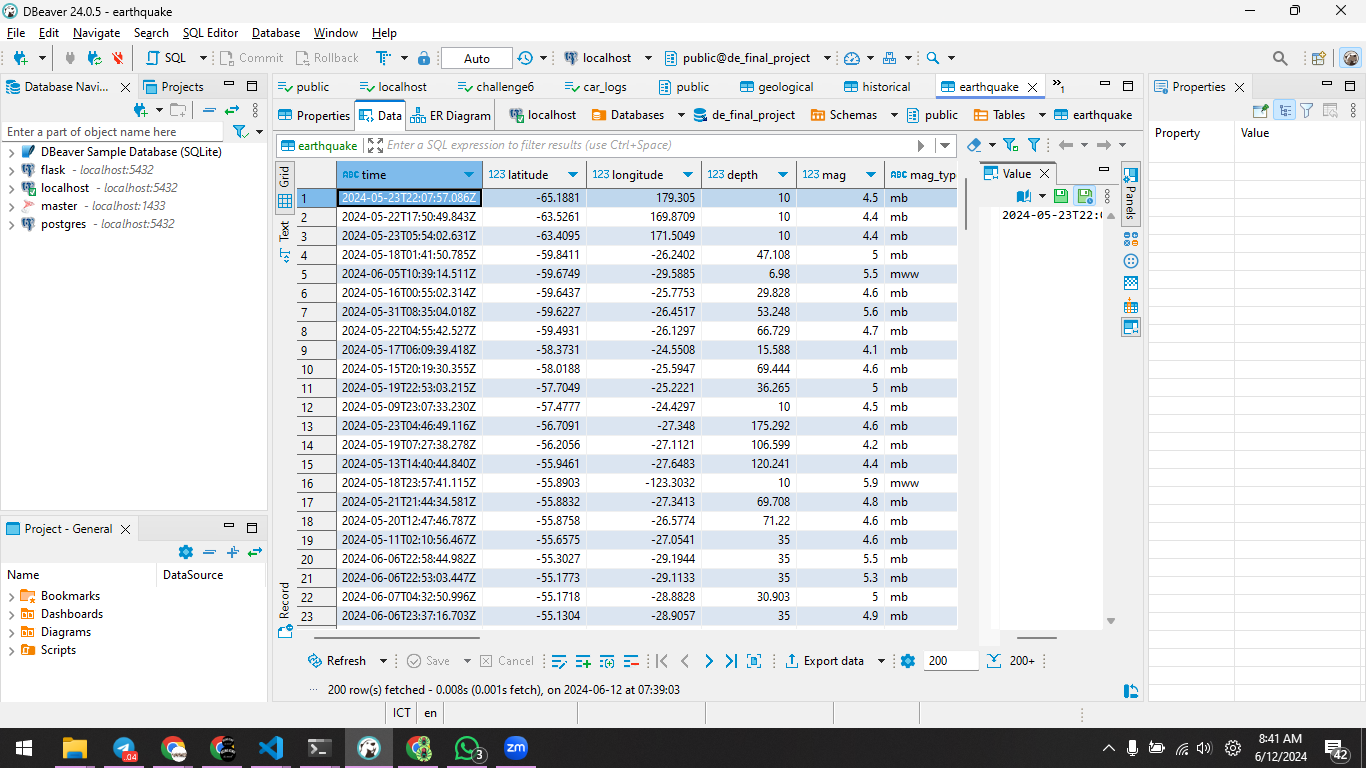 DBeaver 24.0.5 - earthquake
File Edit Navigate Search SQL Editor Database Window Help
SQL Commit Rollback Auto localhost public@de_final_project
Database Navi... Projects
Enter a part of object name here
DBeaver Sample Database (SQLite)
flask - localhost:5432
localhost - localhost:5432
master - localhost:1433
postgres - localhost:5432
Project - General
Name DataSource
Bookmarks
Dashboards
Diagrams
Scripts
public localhost challenge6 car_logs public geological historical earthquake »1
Properties Data ER Diagram localhost Databases de_final_project Schemas public Tables earthquake
earthquake Enter a SQL expression to filter results (use Ctrl+Space)
Grid
Text
Record
ABC time 123 latitude 123 longitude 123 depth 123 mag ABC mag_type
1 2024-05-23T22:07:57.086Z -65.1881 179.305 10 4.5 mb
2 2024-05-22T17:50:49.843Z -63.5261 169.8709 10 4.4 mb
3 2024-05-23T05:54:02.631Z -63.4095 171.5049 10 4.4 mb
4 2024-05-18T01:41:50.785Z -59.8411 -26.2402 47.108 5 mb
5 2024-06-05T10:39:14.511Z -59.6749 -29.5885 6.98 5.5 mww
6 2024-05-16T00:55:02.314Z -59.6437 -25.7753 29.828 4.6 mb
7 2024-05-31T08:35:04.018Z -59.6227 -26.4517 53.248 5.6 mb
8 2024-05-22T04:55:42.527Z -59.4931 -26.1297 66.729 4.7 mb
9 2024-05-17T06:09:39.418Z -58.3731 -24.5508 15.588 4.1 mb
10 2024-05-15T20:19:30.355Z -58.0188 -25.5947 69.444 4.6 mb
11 2024-05-19T22:53:03.215Z -57.7049 -25.2221 36.265 5 mb
12 2024-05-09T23:07:33.230Z -57.4777 -24.4297 10 4.5 mb
13 2024-05-23T04:46:49.116Z -56.7091 -27.348 175.292 4.6 mb
14 2024-05-19T07:27:38.278Z -56.2056 -27.1121 106.599 4.2 mb
15 2024-05-13T14:40:44.840Z -55.9461 -27.6483 120.241 4.4 mb
16 2024-05-18T23:57:41.115Z -55.8903 -123.3032 10 5.9 mww
17 2024-05-21T21:44:34.581Z -55.8832 -27.3413 69.708 4.8 mb
18 2024-05-20T12:47:46.787Z -55.8758 -26.5774 71.22 4.6 mb
19 2024-05-11T02:10:56.467Z -55.6575 -27.0541 35 4.6 mb
20 2024-06-06T22:58:44.982Z -55.3027 -29.1944 35 5.5 mb
21 2024-06-06T22:53:03.447Z -55.1773 -29.1133 35 5.3 mb
22 2024-06-07T04:32:50.996Z -55.1718 -28.8828 30.903 5 mb
23 2024-06-06T23:37:16.703Z -55.1304 -28.9057 35 4.9 mb
Value
2024-05-23T22:0
Panels
Refresh Save Cancel Export data 200 200+
200 row(s) fetched - 0.008s (0.001s fetch), on 2024-06-12 at 07:39:03
Properties
Property Value
ICT en
.04
3
zm
8:41 AM
6/12/2024
42